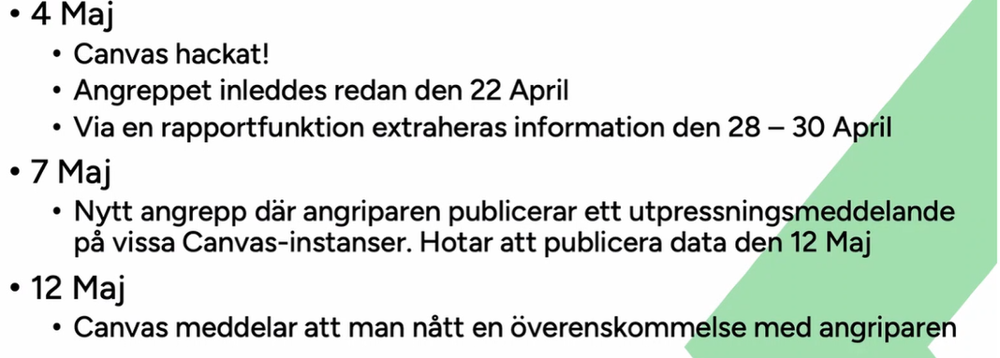 • 4 Maj
• Canvas hackat!
• Angreppet inleddes redan den 22 April
• Via en rapportfunktion extraheras information den 28 – 30 April
• 7 Maj
• Nytt angrepp där angriparen publicerar ett utpressningsmeddelande
på vissa Canvas-instanser. Hotar att publicera data den 12 Maj
• 12 Maj
• Canvas meddelar att man nått en överenskommelse med angriparen